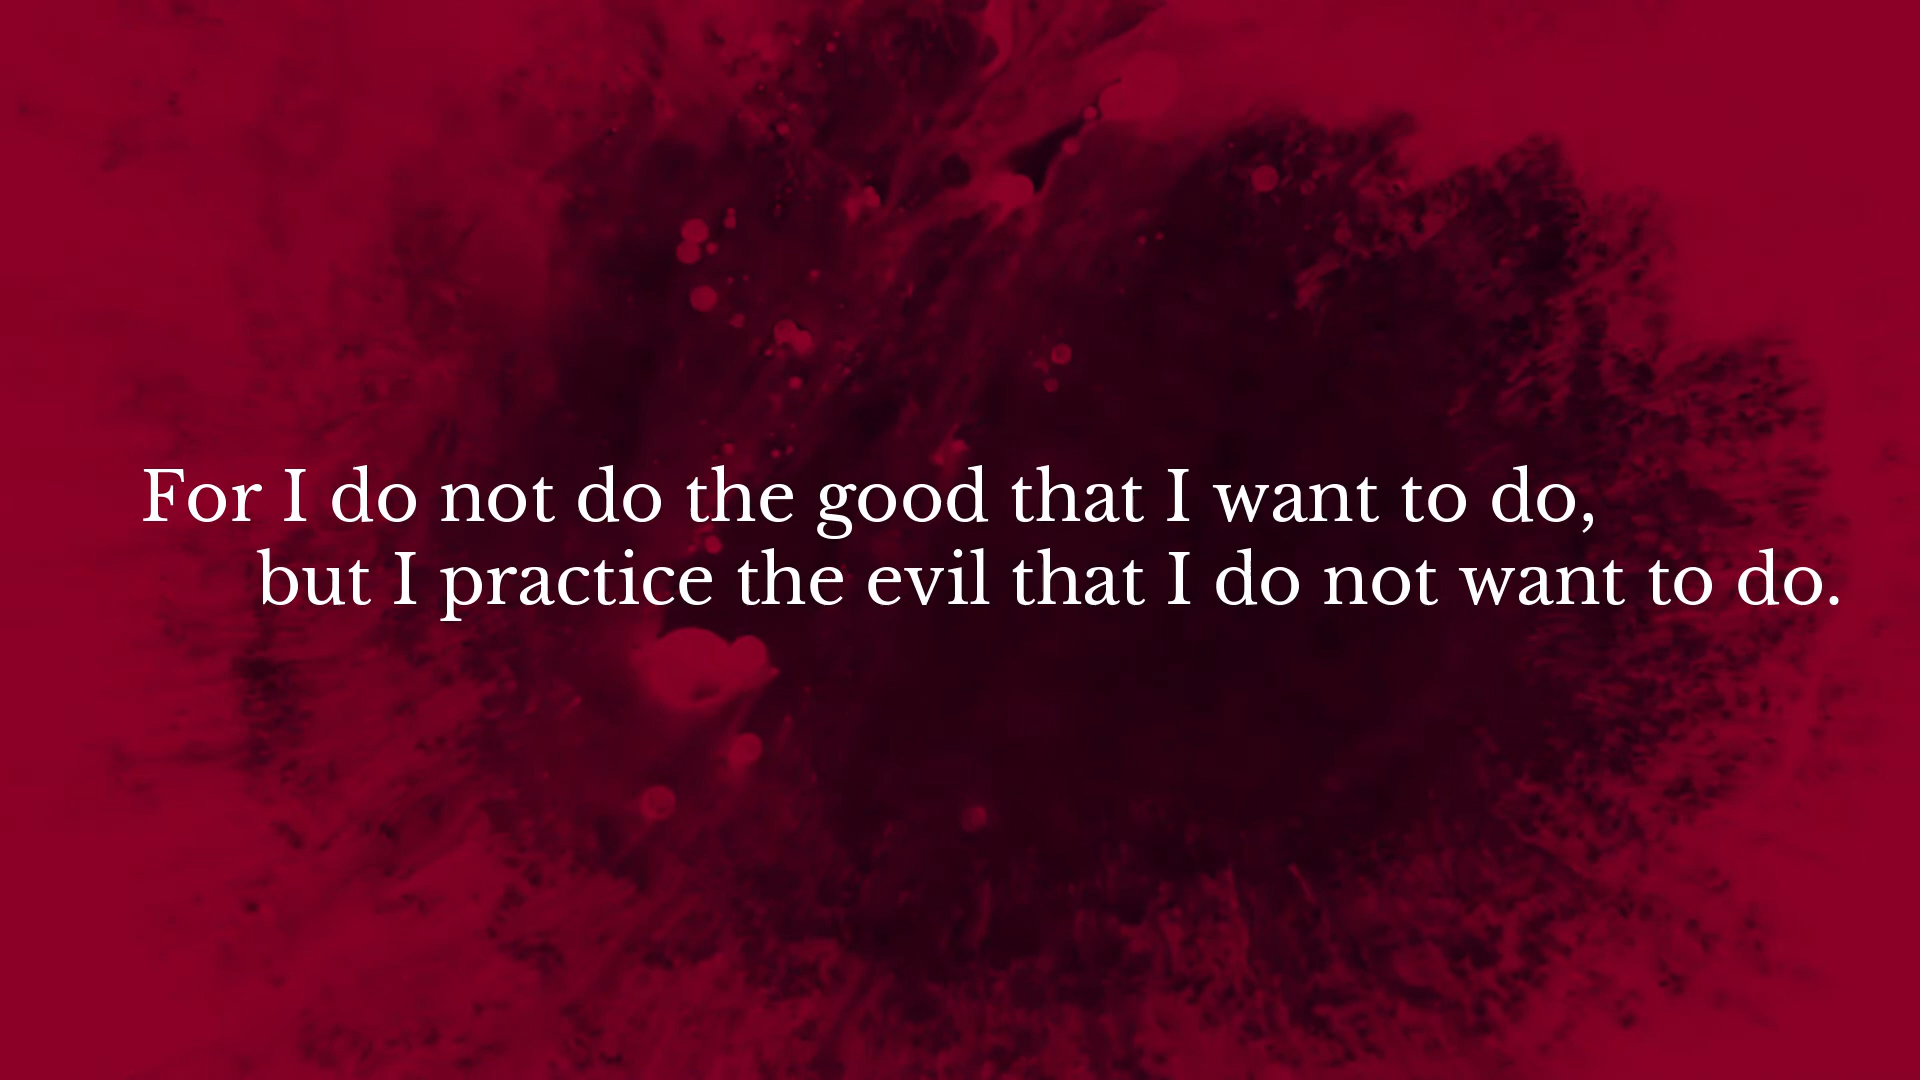 For I do not do the good that I want to do,
but I practice the evil that I do not want to do.